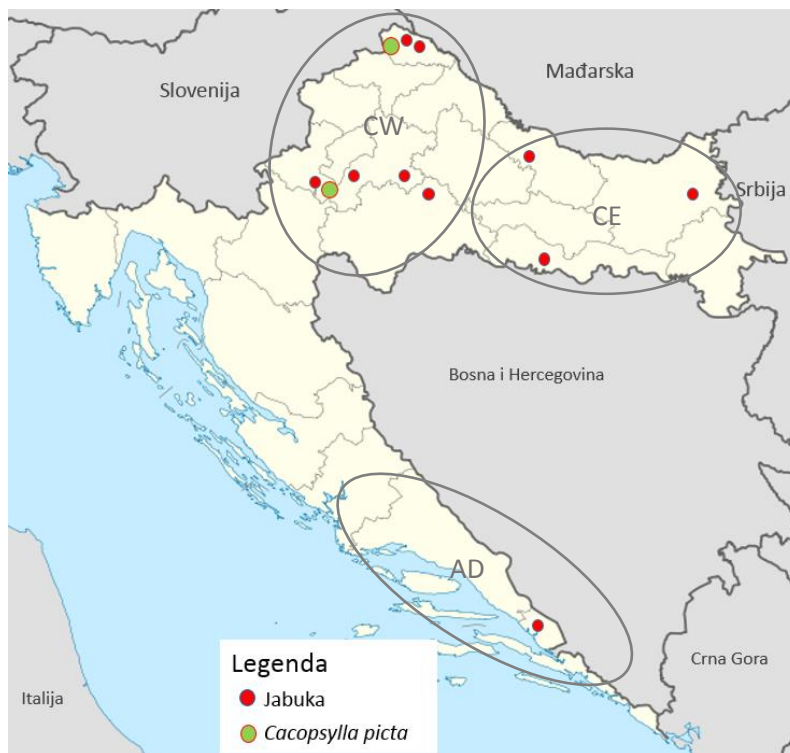 Slovenija
Mađarska
CW
Srbija
CE
Bosna i Hercegovina
AD
Crna Gora
Italija
Legenda
Jabuka
Cacopsylla picta